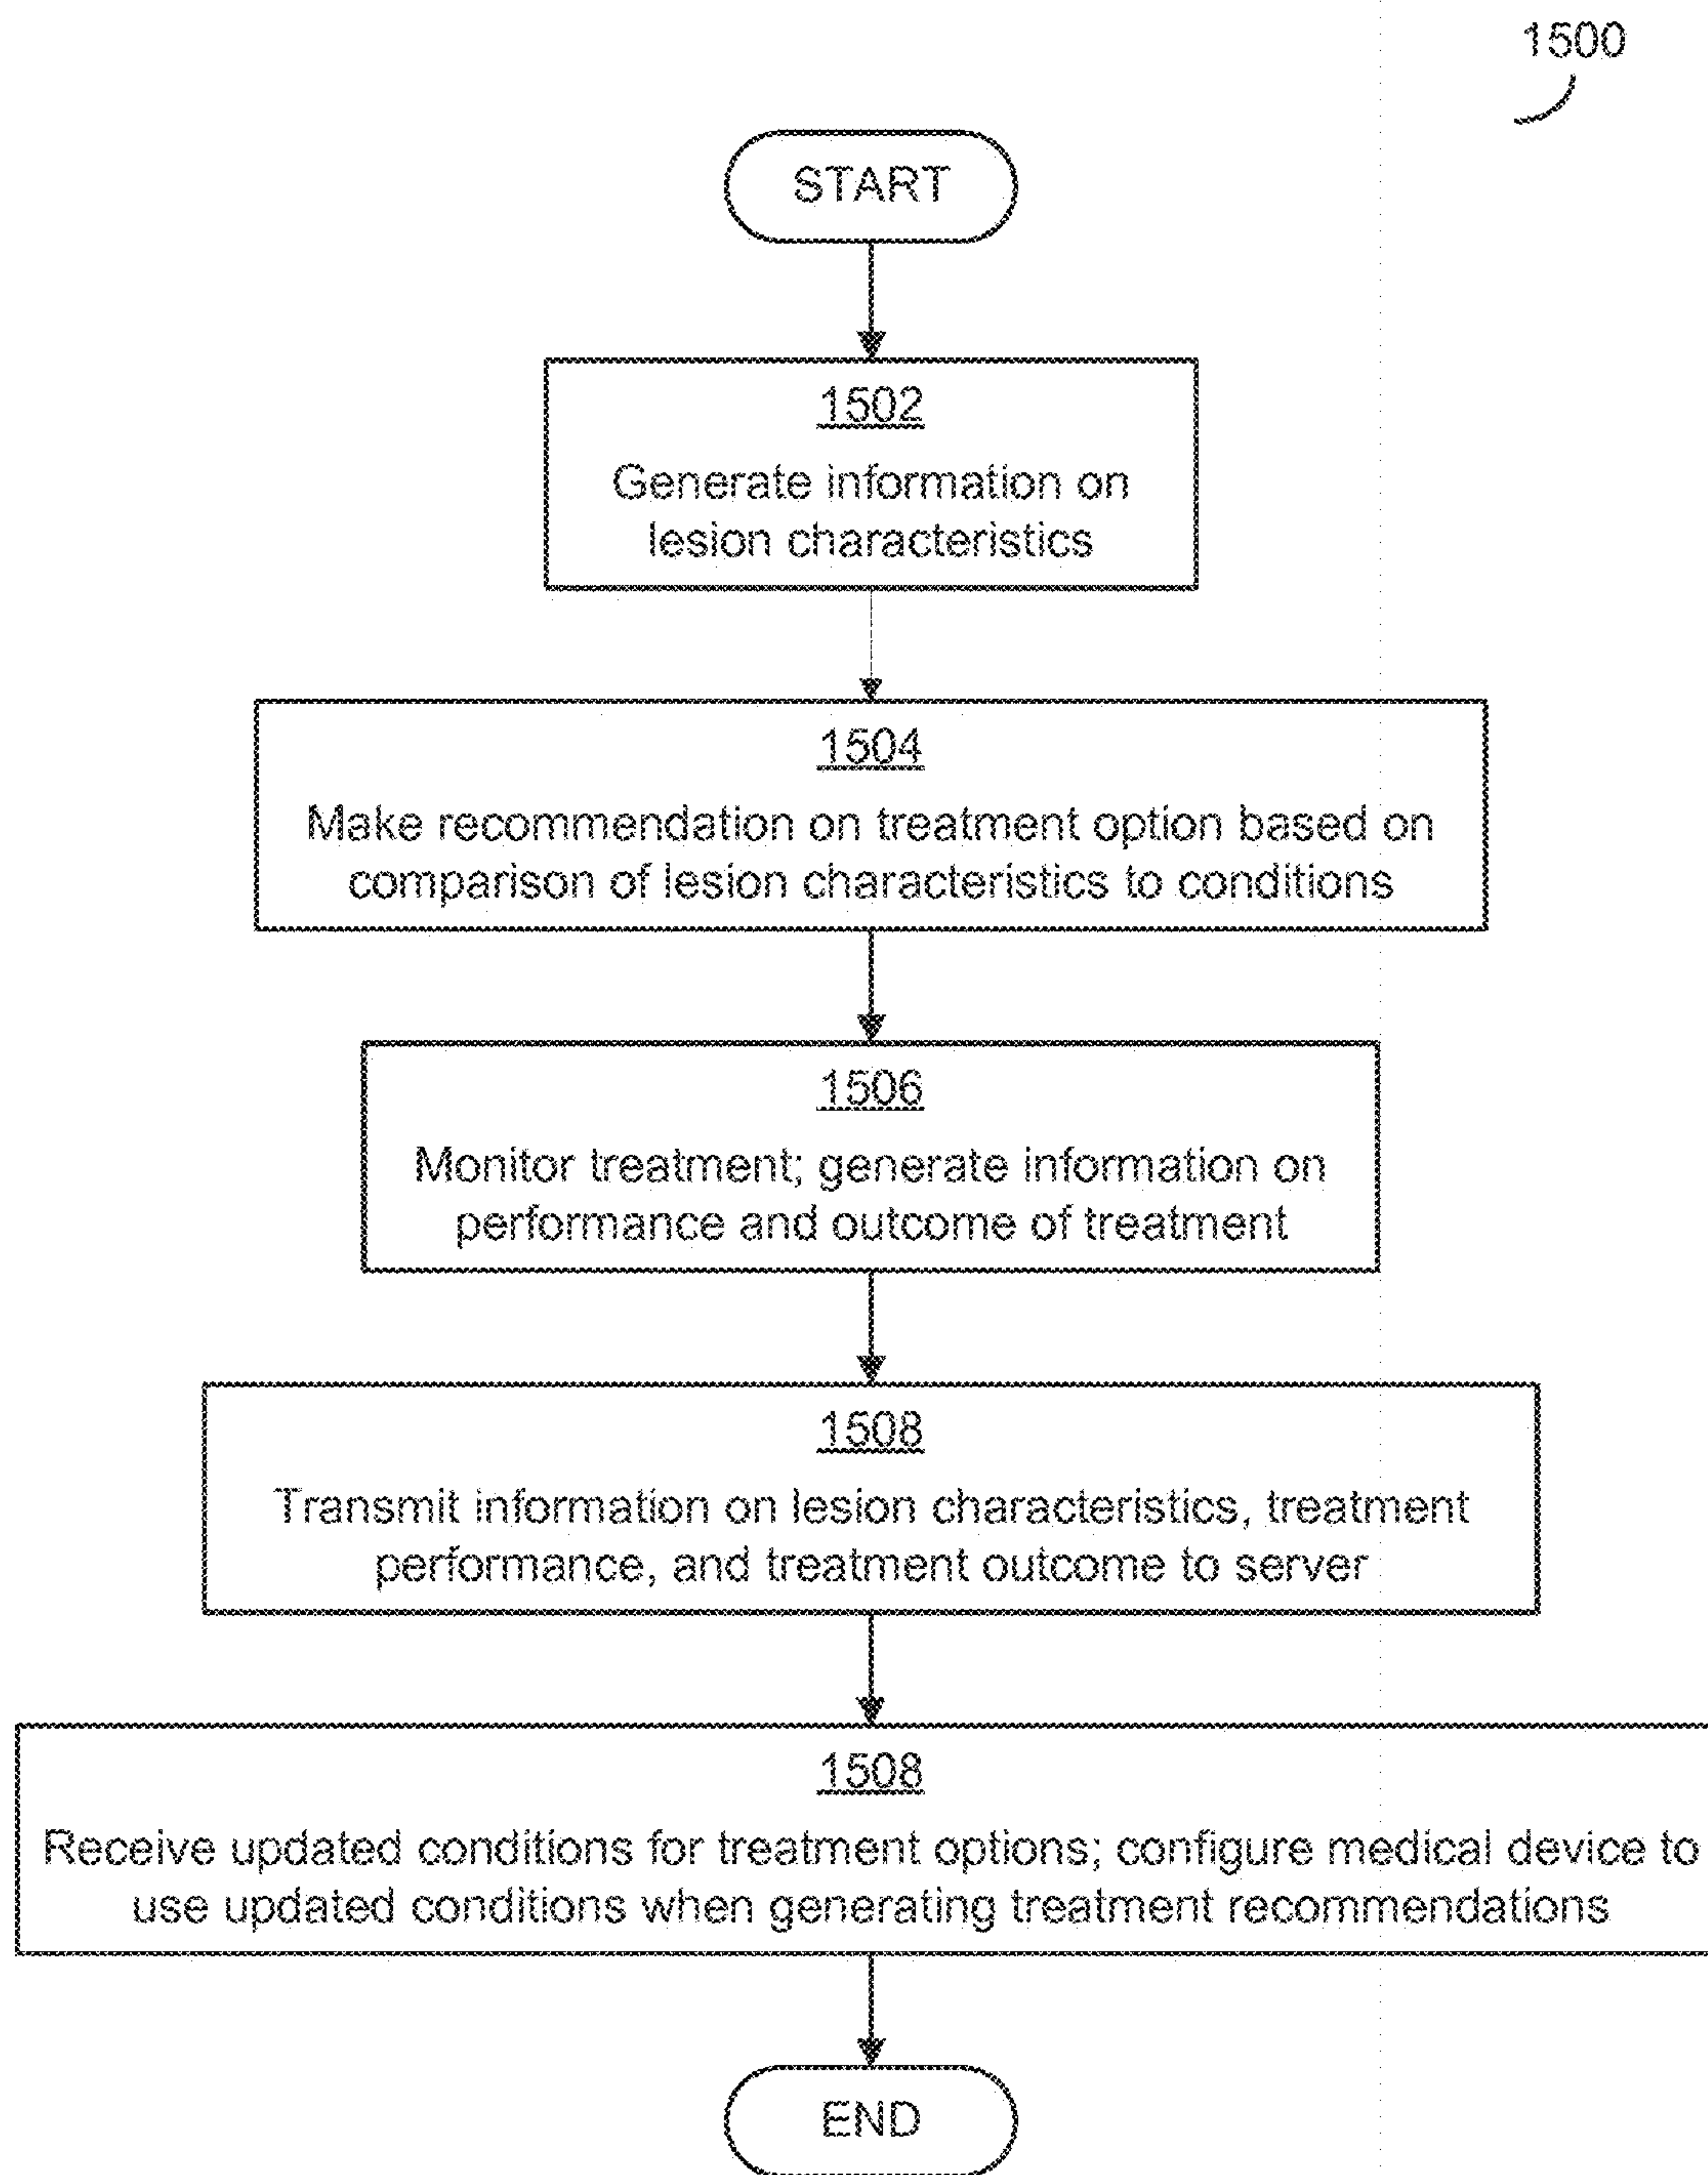 1500
START
1502
Generate information on
lesion characteristics
1504
Make recommendation on treatment option based on
comparison of lesion characteristics to conditions
1506
Monitor treatment; generate information on
performance and outcome of treatment
1508
Transmit information on lesion characteristics, treatment
performance, and treatment outcome to server
1508
Receive updated conditions for treatment options; configure medical device to
use updated conditions when generating treatment recommendations
END